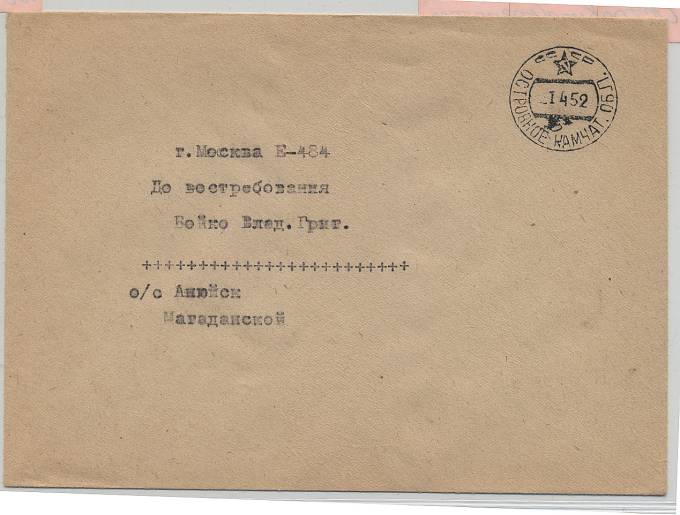 СССР
ОСТРОВНОЕ КАМЧАТ. ОБЛ.
1 4 52
г.Москва Е-484
До востребования
Бойко Влад.Григ.
++++++++++++++++++++++++
о/с Анюйск
Магаданской